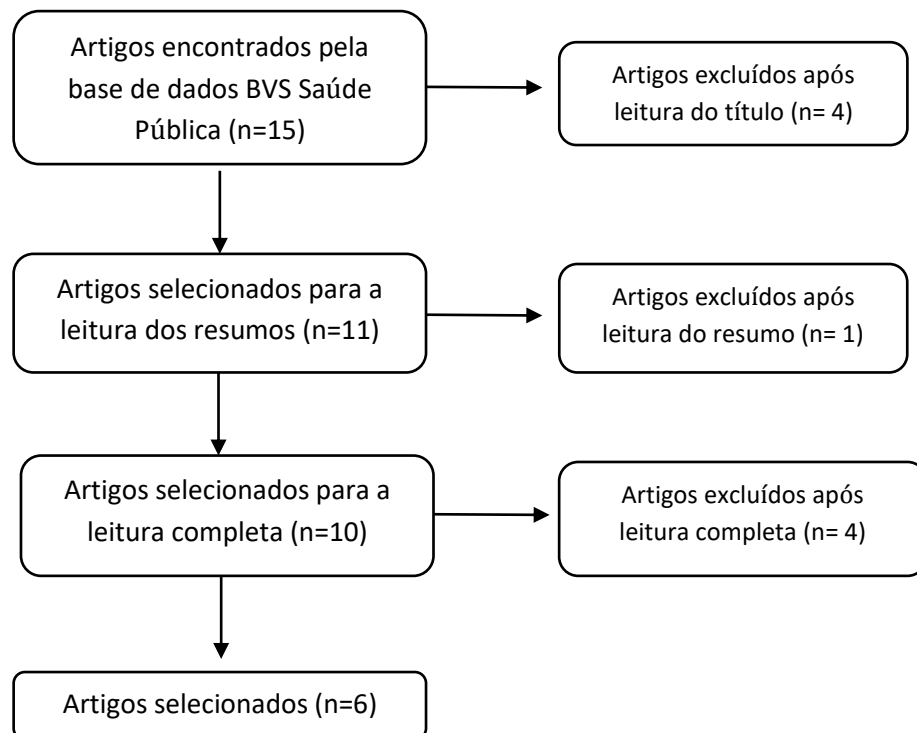 Artigos encontrados pela
base de dados BVS Saúde
Pública (n=15)
Artigos excluídos após
leitura do título (n= 4)
Artigos selecionados para a
leitura dos resumos (n=11)
Artigos excluídos após
leitura do resumo (n= 1)
Artigos selecionados para a
leitura completa (n=10)
Artigos excluídos após
leitura completa (n= 4)
Artigos selecionados (n=6)